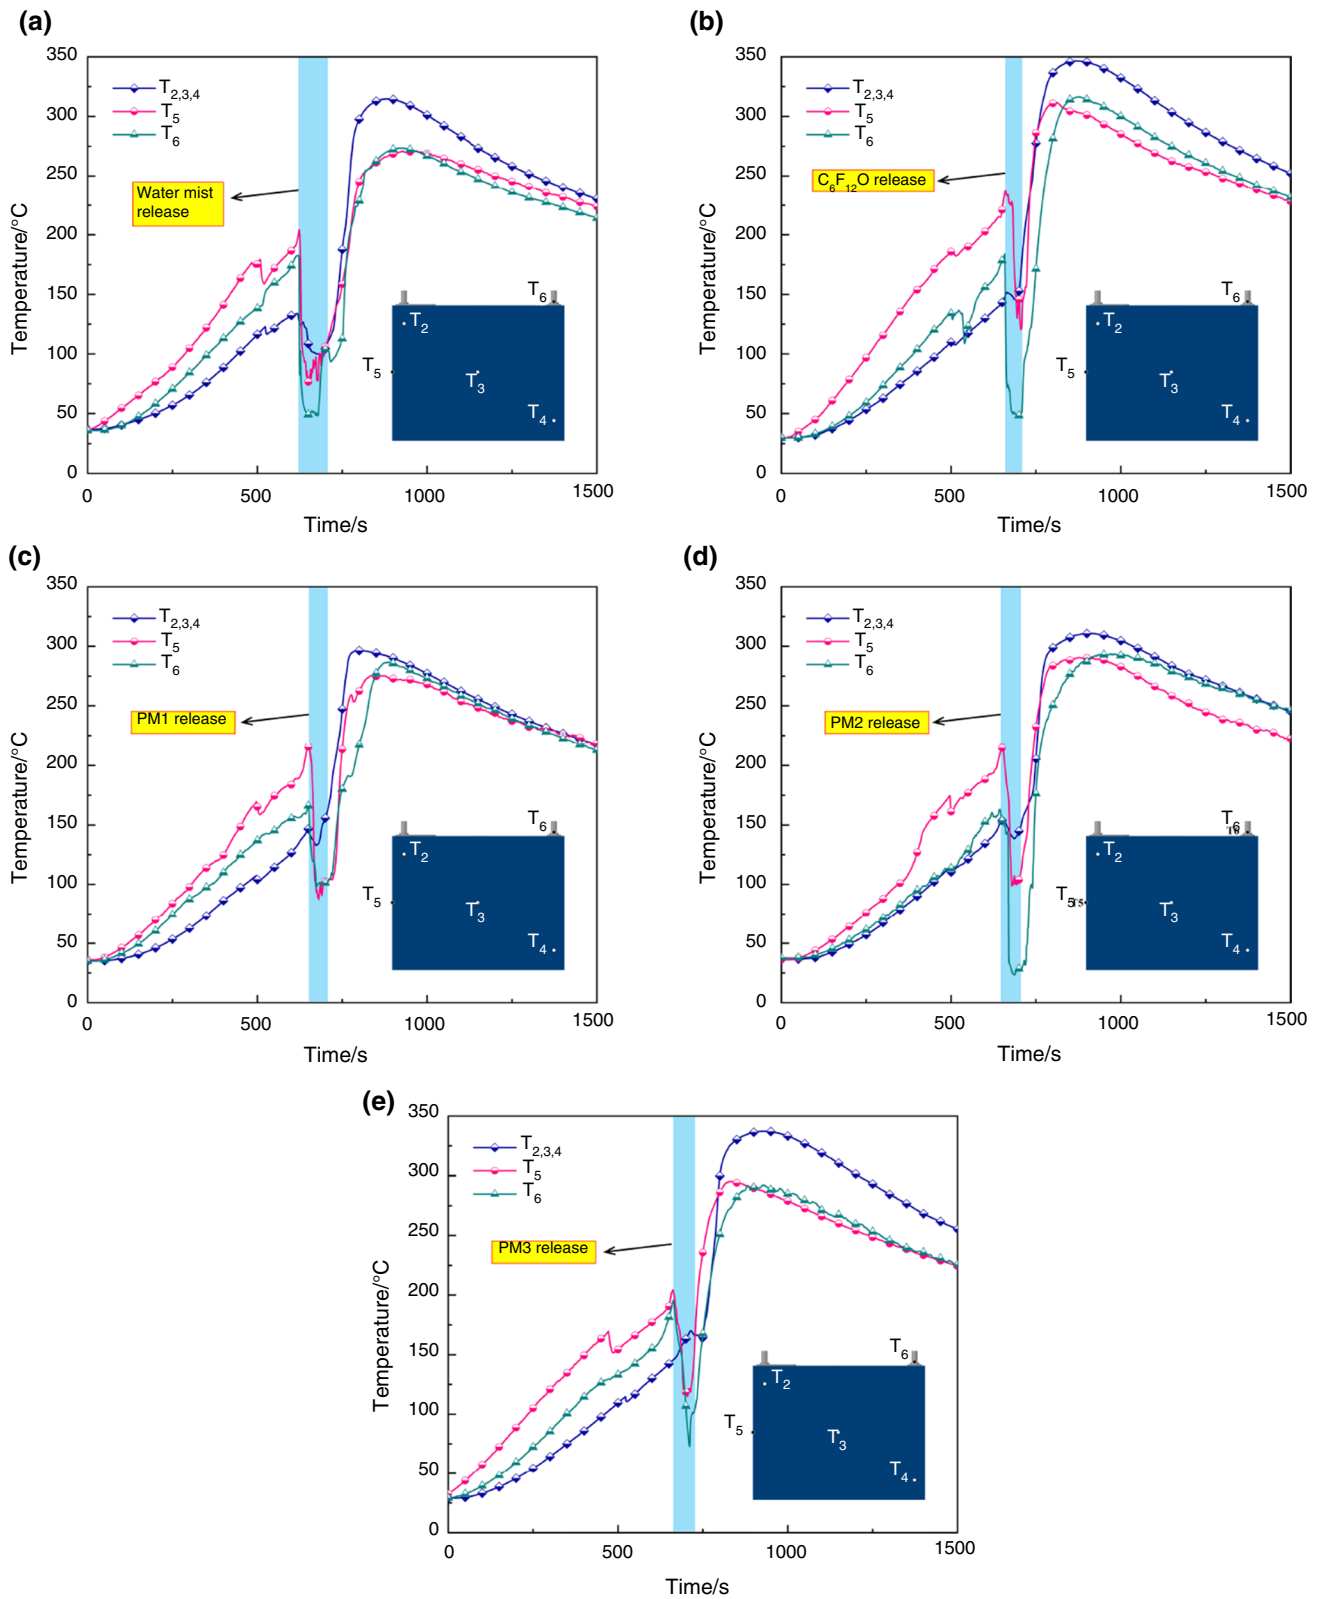 (a)
350
300
250
200
150
100
50
0
Temperature/°C
T2,3,4
T5
T6
Water mist
release
T6
T2
T5
T3
T4
0
500
1000
1500
Time/s
(b)
350
300
250
200
150
100
50
0
Temperature/°C
T2,3,4
T5
T6
C6F12O release
T6
T2
T5
T3
T4
0
500
1000
1500
Time/s
(c)
350
300
250
200
150
100
50
0
Temperature/°C
T2,3,4
T5
T6
PM1 release
T6
T2
T5
T3
T4
0
500
1000
1500
Time/s
(d)
350
300
250
200
150
100
50
0
Temperature/°C
T2,3,4
T5
T6
PM2 release
T6
T2
T5
T3
T4
0
500
1000
1500
Time/s
(e)
350
300
250
200
150
100
50
0
Temperature/°C
T2,3,4
T5
T6
PM3 release
T6
T2
T5
T3
T4
0
500
1000
1500
Time/s